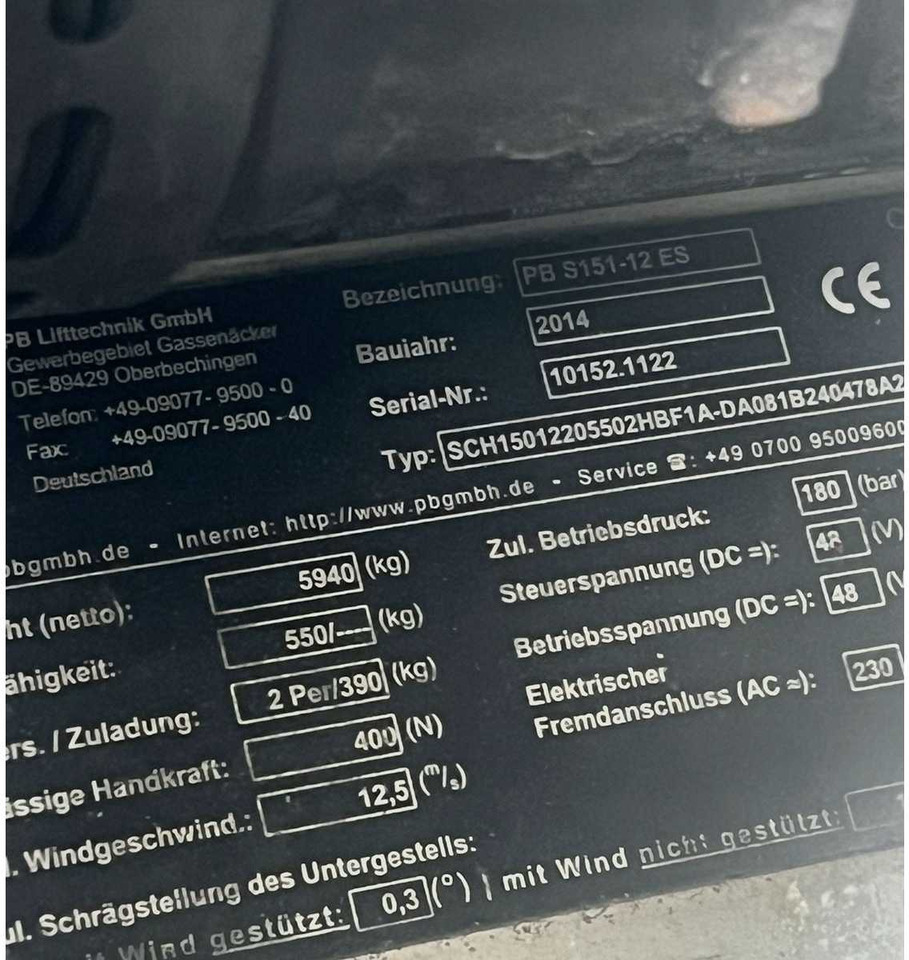 PB Lifttechnik GmbH
Gewerbegebiet Gassenäcker
DE-89429 Oberbechingen
Telefon: +49-09077- 9500 - 0
Fax: +49-09077- 9500 - 40
Deutschland
Bezeichnung: PB S151-12 ES
Baujahr: 2014
Serial-Nr.: 10152.1122
CE
Typ: SCH15012205502HBF1A-DA081B240478A2
pbgmbh.de - Internet: http://www.pbgmbh.de - Service ☎: +49 0700 95009600
ht (netto): 5940 (kg)
ähigkeit: 550/---- (kg)
ers. / Zuladung: 2 Per/390 (kg)
ässige Handkraft: 400 (N)
l. Windgeschwind.: 12,5 (m/s)
Zul. Betriebsdruck: 180 (bar)
Steuerspannung (DC =): 48 (V)
Betriebsspannung (DC =): 48 (V
Elektrischer
Fremdanschluss (AC ≈): 230
ul. Schrägstellung des Untergestells:
it Wind gestützt: 0,3 (°) | mit Wind nicht gestützt: